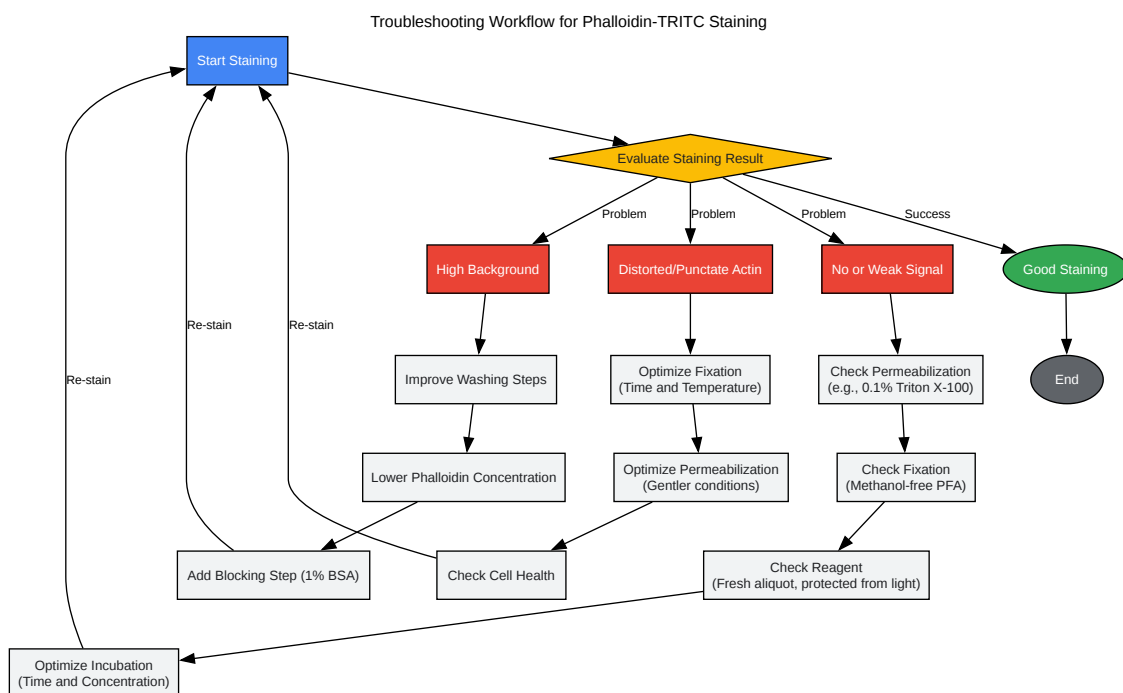 Troubleshooting Workflow for Phalloidin-TRITC Staining
Start Staining
Evaluate Staining Result
Problem
Problem
Problem
Success
High Background
Distorted/Punctate Actin
No or Weak Signal
Good Staining
Re-stain
Re-stain
Re-stain
Improve Washing Steps
Optimize Fixation
(Time and Temperature)
Check Permeabilization
(e.g., 0.1% Triton X-100)
End
Lower Phalloidin Concentration
Optimize Permeabilization
(Gentler conditions)
Check Fixation
(Methanol-free PFA)
Add Blocking Step (1% BSA)
Check Cell Health
Check Reagent
(Fresh aliquot, protected from light)
Optimize Incubation
(Time and Concentration)